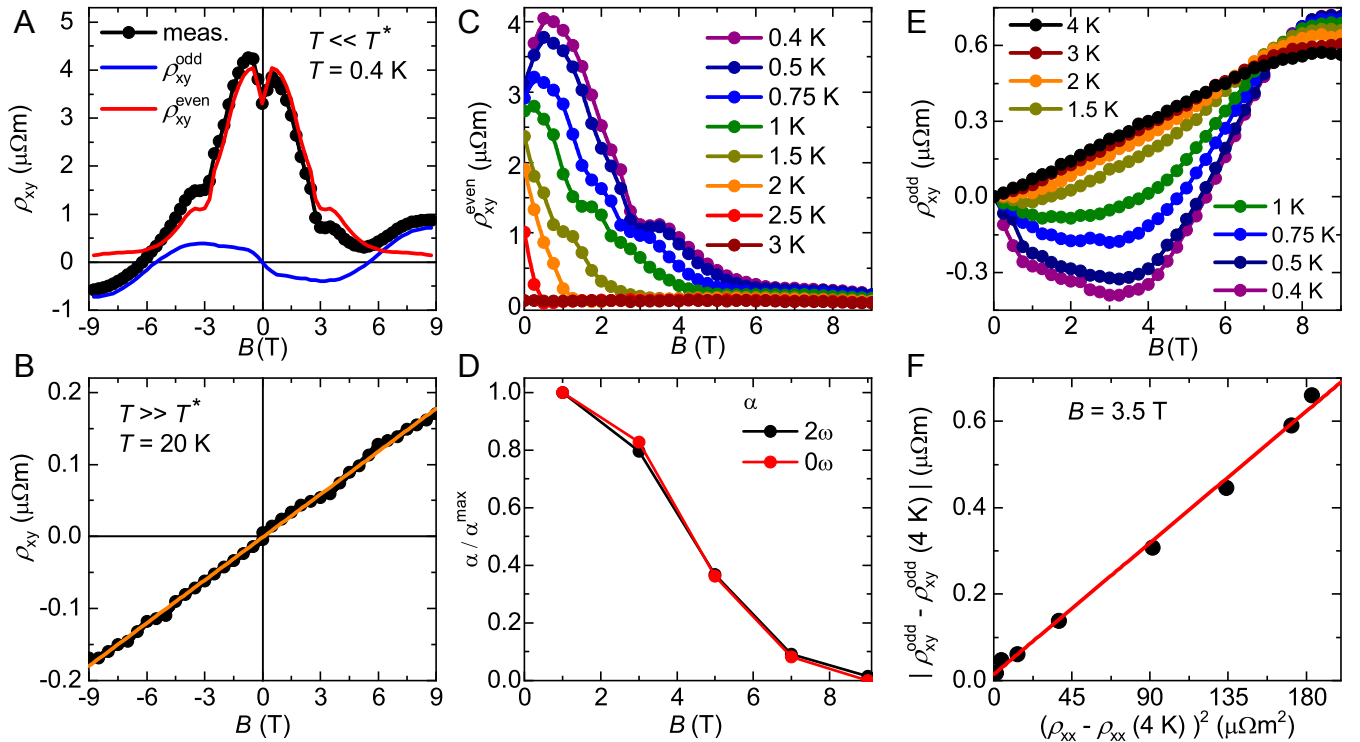 A
meas.
ρxy^odd
ρxy^even
T << T*
T = 0.4 K
5
4
3
2
1
0
-1
ρxy (μΩm)
-9 -6 -3 0 3 6 9
B (T)
B
T >> T*
T = 20 K
0.2
0.1
0.0
-0.1
-0.2
ρxy (μΩm)
-9 -6 -3 0 3 6 9
B (T)
C
0.4 K
0.5 K
0.75 K
1 K
1.5 K
2 K
2.5 K
3 K
4
3
2
1
0
ρxy^even (μΩm)
0 2 4 6 8
B (T)
D
α
2ω
0ω
1.0
0.8
0.6
0.4
0.2
0.0
α / α^max
0 2 4 6 8
B (T)
E
4 K
3 K
2 K
1.5 K
1 K
0.75 K
0.5 K
0.4 K
0.6
0.3
0.0
-0.3
ρxy^odd (μΩm)
0 2 4 6 8
B (T)
F
B = 3.5 T
0.6
0.4
0.2
0.0
| ρxy^odd - ρxy^odd (4 K) | (μΩm)
0 45 90 135 180
(ρxx - ρxx (4 K) )² (μΩm²)